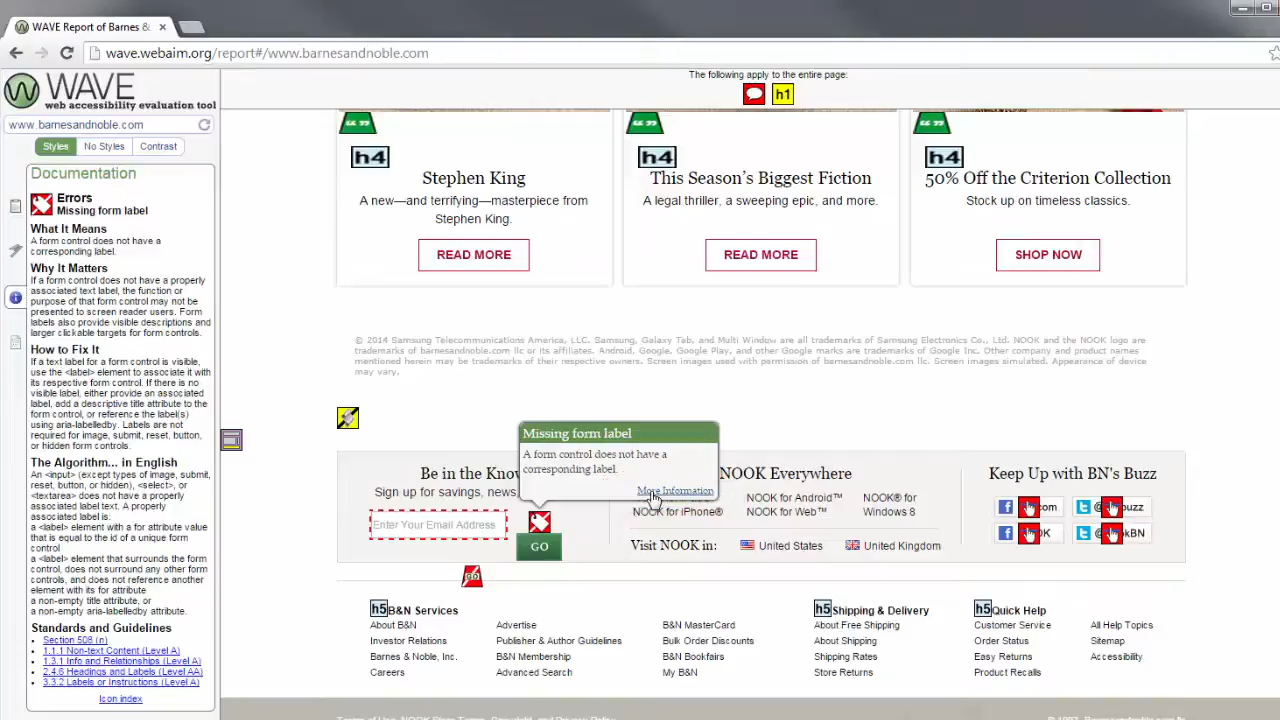 WAVE Report of Barnes &
wave.webaim.org/report#/www.barnesandnoble.com
WAVE
web accessibility evaluation tool
www.barnesandnoble.com
Styles
No Styles
Contrast
Documentation
Errors
Missing form label
What It Means
A form control does not have a
corresponding label.
Why It Matters
If a form control does not have a properly
associated text label, the function or
purpose of that form control may not be
presented to screen reader users. Form
labels also provide visible descriptions and
larger clickable targets for form controls.
How to Fix It
If a text label for a form control is visible,
use the <label> element to associate it with
its respective form control. If there is no
visible label, either provide an associated
label, add a descriptive title attribute to the
form control, or reference the label(s)
using aria-labelledby. Labels are not
required for image, submit, reset, button,
or hidden form controls.
The Algorithm... in English
An <input> (except types of image, submit,
reset, button, or hidden), <select>, or
<textarea> does not have a properly
associated label text. A properly
associated label is:
a <label> element with a for attribute value
that is equal to the id of a unique form
control
a <label> element that surrounds the form
control, does not surround any other form
controls, and does not reference another
element with its for attribute
a non-empty title attribute, or
a non-empty aria-labelledby attribute.
Standards and Guidelines
Section 508 (n)
1.1.1 Non-text Content (Level A)
1.3.1 Info and Relationships (Level A)
2.4.6 Headings and Labels (Level AA)
3.3.2 Labels or Instructions (Level A)
Icon index
The following apply to the entire page:
h1
h4
Stephen King
A new—and terrifying—masterpiece from
Stephen King.
READ MORE
h4
This Season's Biggest Fiction
A legal thriller, a sweeping epic, and more.
READ MORE
h4
50% Off the Criterion Collection
Stock up on timeless classics.
SHOP NOW
© 2014 Samsung Telecommunications America, LLC. Samsung, Galaxy Tab, and Multi Window are all trademarks of Samsung Electronics Co., Ltd. NOOK and the NOOK logo are
trademarks of barnesandnoble.com llc or its affiliates. Android, Google, Google Play, and other Google marks are trademarks of Google Inc. Other company and product names
mentioned herein may be trademarks of their respective owners. Screen images used with permission of barnesandnoble.com llc. Screen images simulated. Appearance of device
may vary.
Missing form label
A form control does not have a
corresponding label.
More Information
Be in the Know
Sign up for savings, news,
Enter Your Email Address
GO
GO
NOOK Everywhere
NOOK for iPhone®
NOOK for Android™
NOOK for Web™
NOOK® for
Windows 8
Visit NOOK in:
United States
United Kingdom
Keep Up with BN's Buzz
h5 B&N Services
About B&N
Investor Relations
Barnes & Noble, Inc.
Careers
Advertise
Publisher & Author Guidelines
B&N Membership
Advanced Search
B&N MasterCard
Bulk Order Discounts
B&N Bookfairs
My B&N
h5 Shipping & Delivery
About Free Shipping
About Shipping
Shipping Rates
Store Returns
h5 Quick Help
Customer Service
Order Status
Easy Returns
Product Recalls
All Help Topics
Sitemap
Accessibility